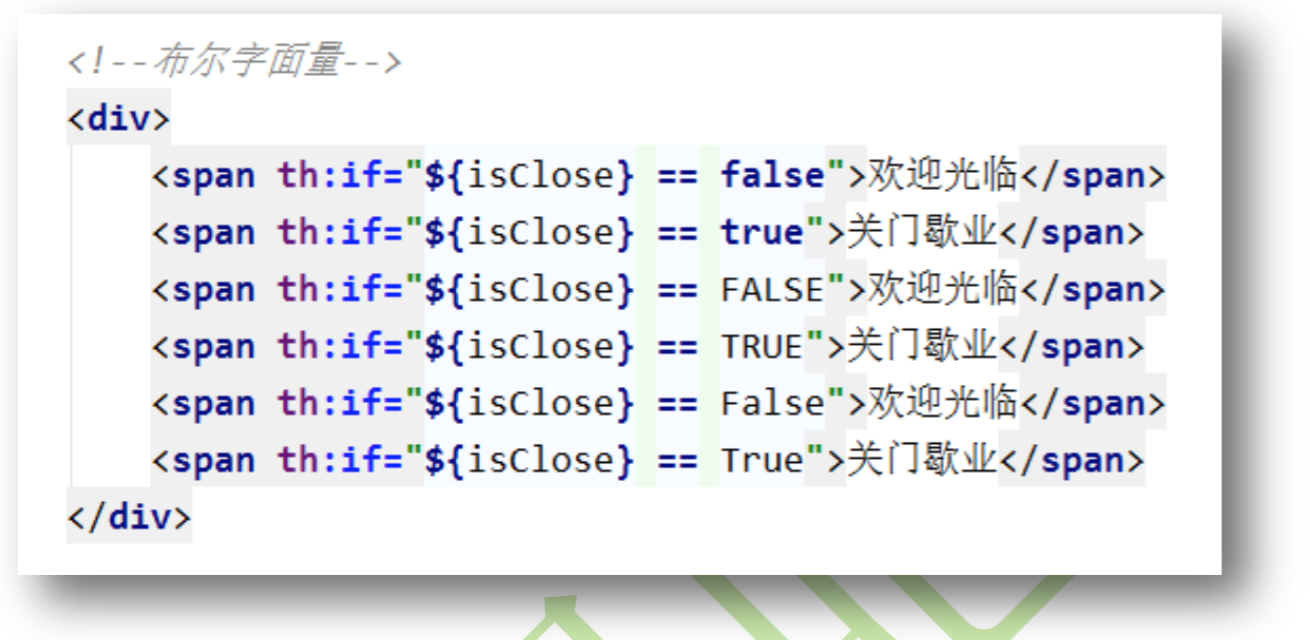 <!--布尔字面量-->
<div>
<span th:if="${isClose} == false">欢迎光临</span>
<span th:if="${isClose} == true">关门歇业</span>
<span th:if="${isClose} == FALSE">欢迎光临</span>
<span th:if="${isClose} == TRUE">关门歇业</span>
<span th:if="${isClose} == False">欢迎光临</span>
<span th:if="${isClose} == True">关门歇业</span>
</div>